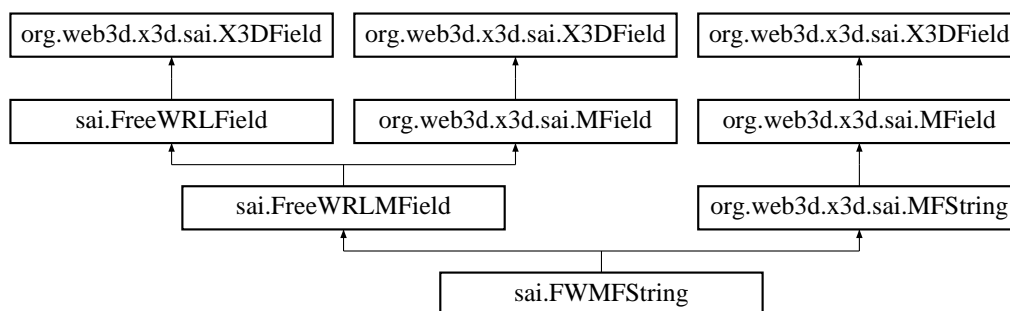 org.web3d.x3d.sai.X3DField org.web3d.x3d.sai.X3DField org.web3d.x3d.sai.X3DField
sai.FreeWRLField org.web3d.x3d.sai.MField org.web3d.x3d.sai.MField
sai.FreeWRLMField org.web3d.x3d.sai.MFString
sai.FWMFString